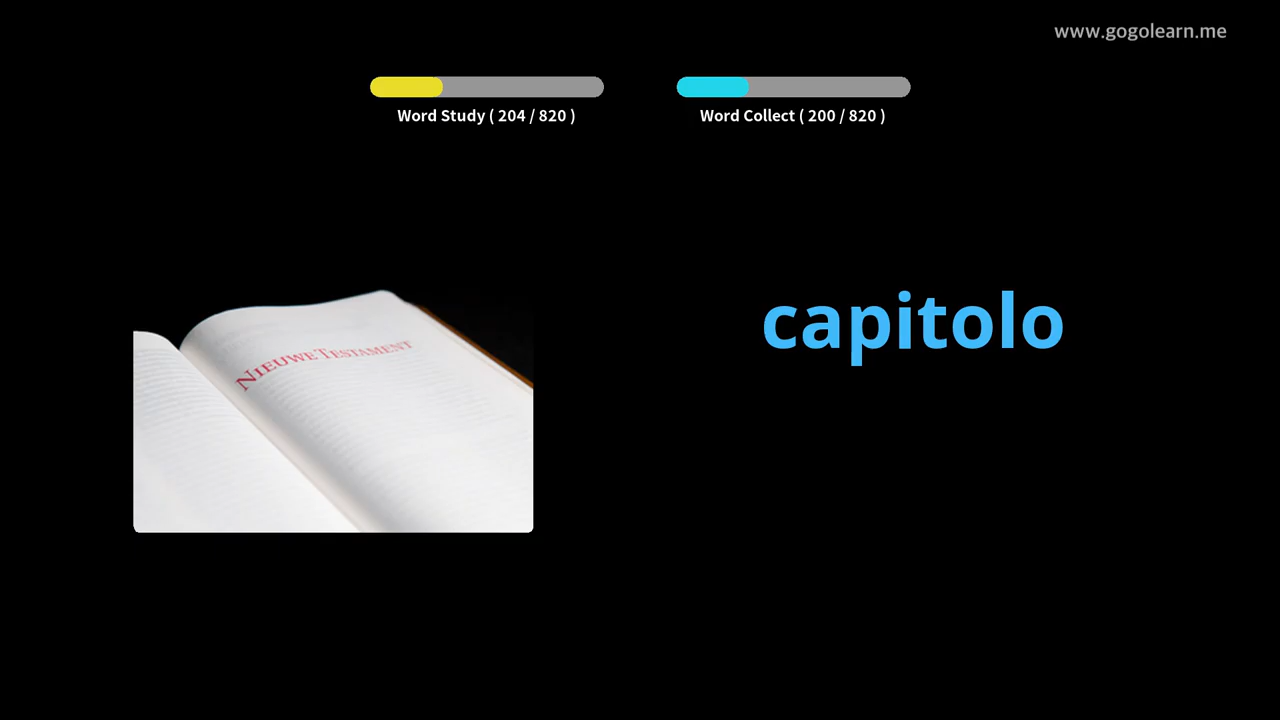 www.gogolearn.me
Word Study ( 204 / 820 )
Word Collect ( 200 / 820 )
capitolo
NIEUWE TESTAMENT